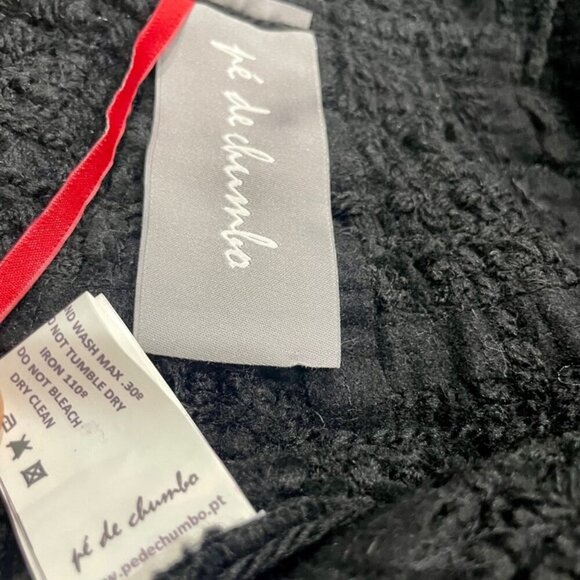 pé de chumbo
ND WASH MAX .30º
O NOT TUMBLE DRY
IRON 110º
DO NOT BLEACH
DRY CLEAN
pé de chumbo
www.pedechumbo.pt